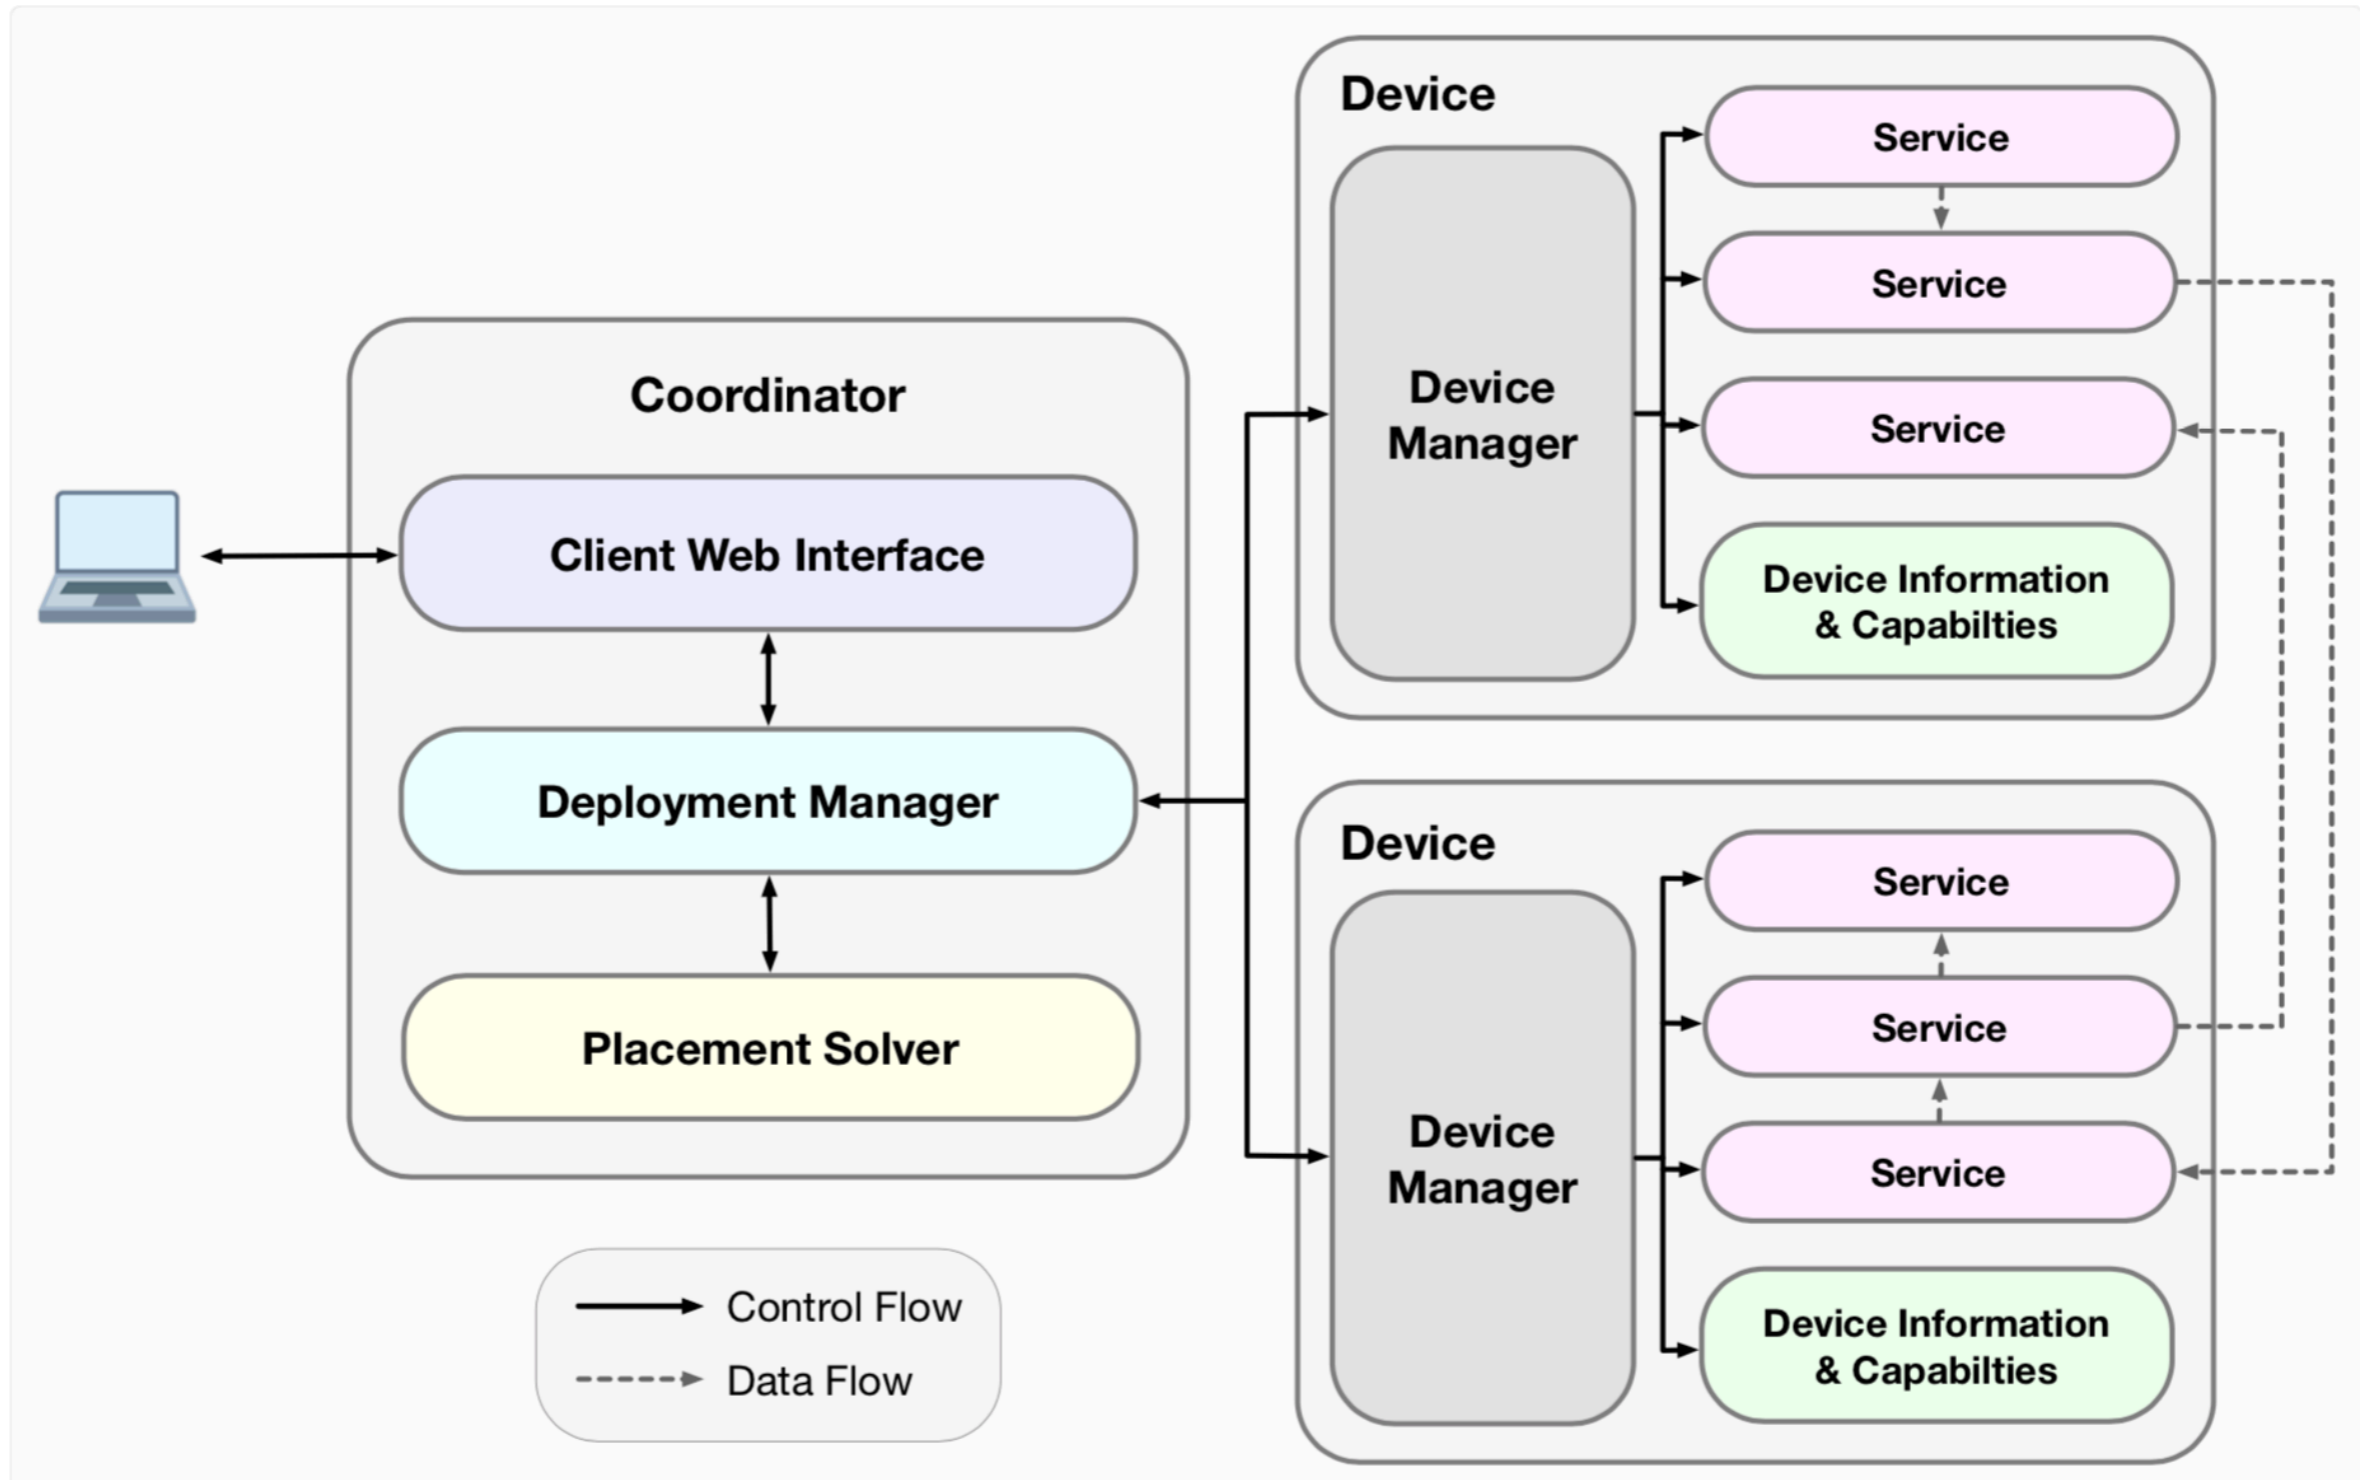 Coordinator
Client Web Interface
Deployment Manager
Placement Solver
Control Flow
Data Flow
Device
Device
Manager
Service
Service
Service
Device Information
& Capabilties
Device
Device
Manager
Service
Service
Service
Device Information
& Capabilties